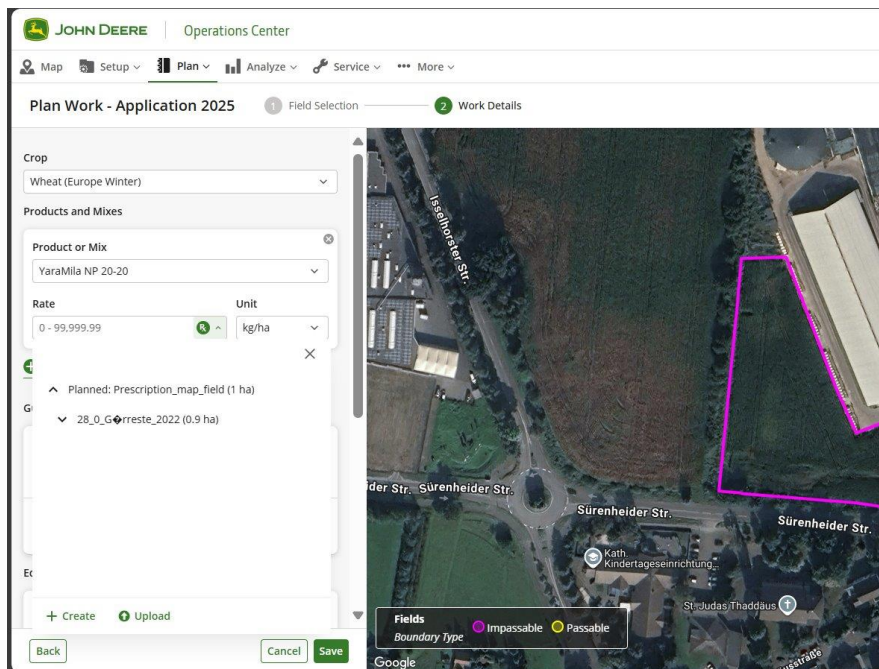 JOHN DEERE
Operations Center
Map
Setup
Plan
Analyze
Service
More
Plan Work - Application 2025
1 Field Selection
2 Work Details
Crop
Wheat (Europe Winter)
Products and Mixes
Product or Mix
YaraMila NP 20-20
Rate
Unit
0 - 99,999.99
kg/ha
Planned: Prescription_map_field (1 ha)
28_0_G�rreste_2022 (0.9 ha)
+ Create
Upload
Back
Cancel
Save
Isselhorster Str.
ider Str.
Sürenheider Str.
Sürenheider Str.
Sürenheider Str.
Kath.
Kindertageseinrichtung...
St. Judas Thaddäus
Fields
Boundary Type
Impassable
Passable
Google